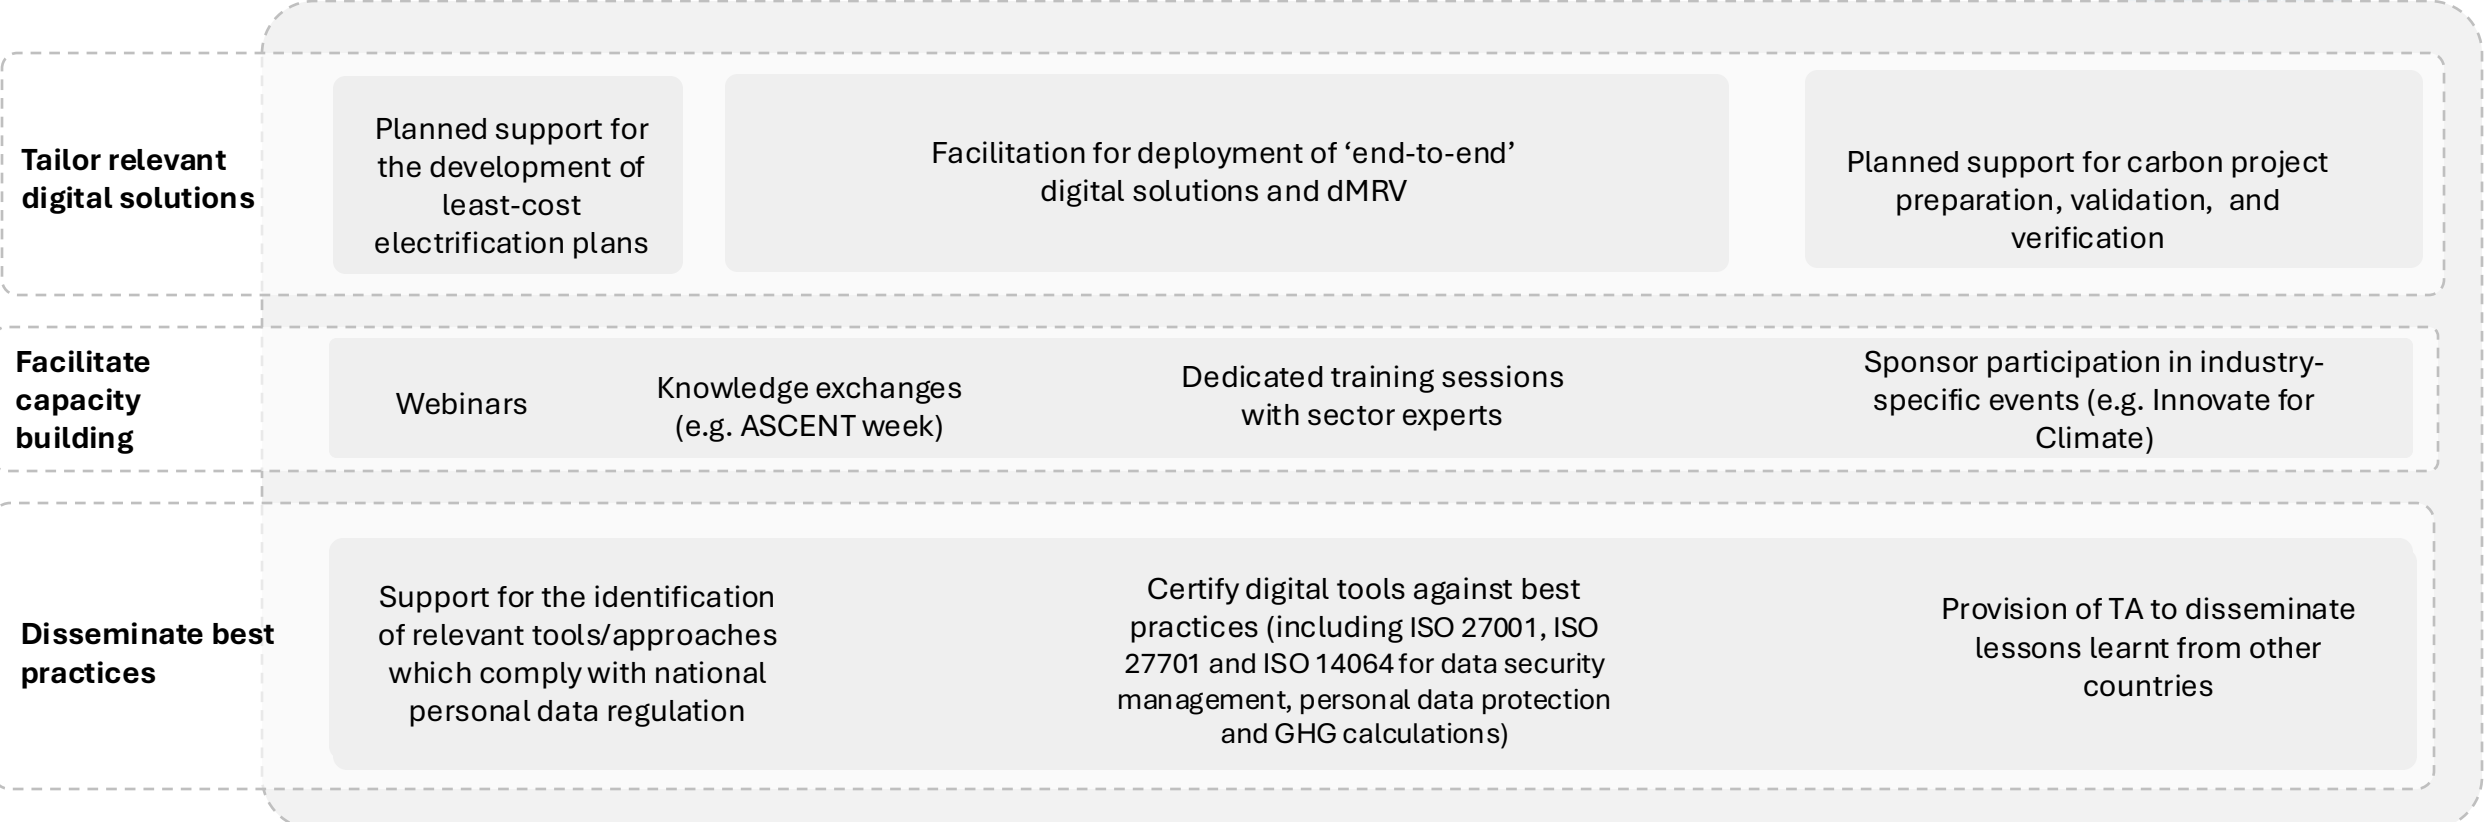 Tailor relevant
digital solutions
Planned support for
the development of
least-cost
electrification plans
Facilitation for deployment of ‘end-to-end’
digital solutions and dMRV
Planned support for carbon project
preparation, validation,  and
verification
Facilitate
capacity
building
Webinars
Knowledge exchanges
(e.g. ASCENT week)
Dedicated training sessions
with sector experts
Sponsor participation in industry-
specific events (e.g. Innovate for
Climate)
Disseminate best
practices
Support for the identification
of relevant tools/approaches
which comply with national
personal data regulation
Certify digital tools against best
practices (including ISO 27001, ISO
27701 and ISO 14064 for data security
management, personal data protection
and GHG calculations)
Provision of TA to disseminate
lessons learnt from other
countries